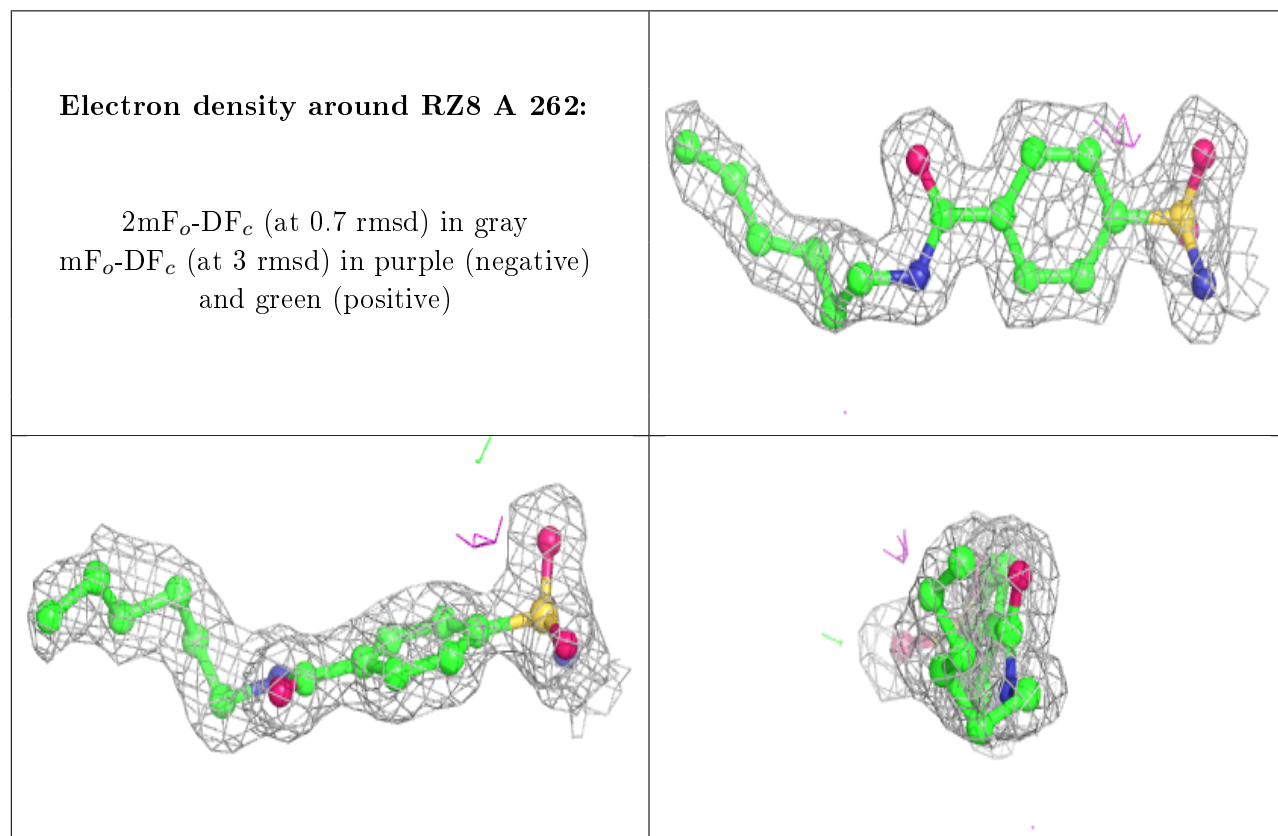 Electron density around RZ8 A 262:
2mFo-DFc (at 0.7 rmsd) in gray
mFo-DFc (at 3 rmsd) in purple (negative)
and green (positive)